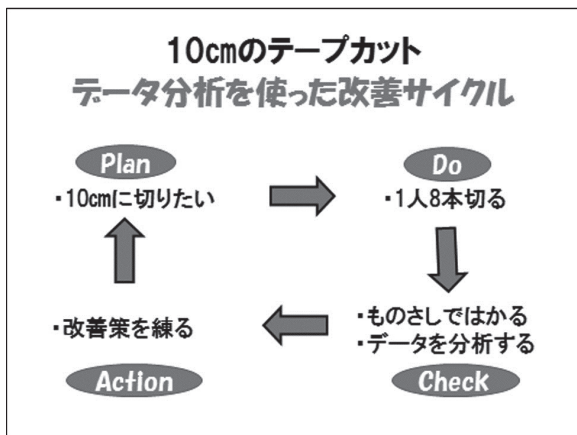 10cmのテープカット
データ分析を使った改善サイクル
Plan
・10cmに切りたい
Do
・1人8本切る
・ものさしではかる
・データを分析する
Check
・改善策を練る
Action